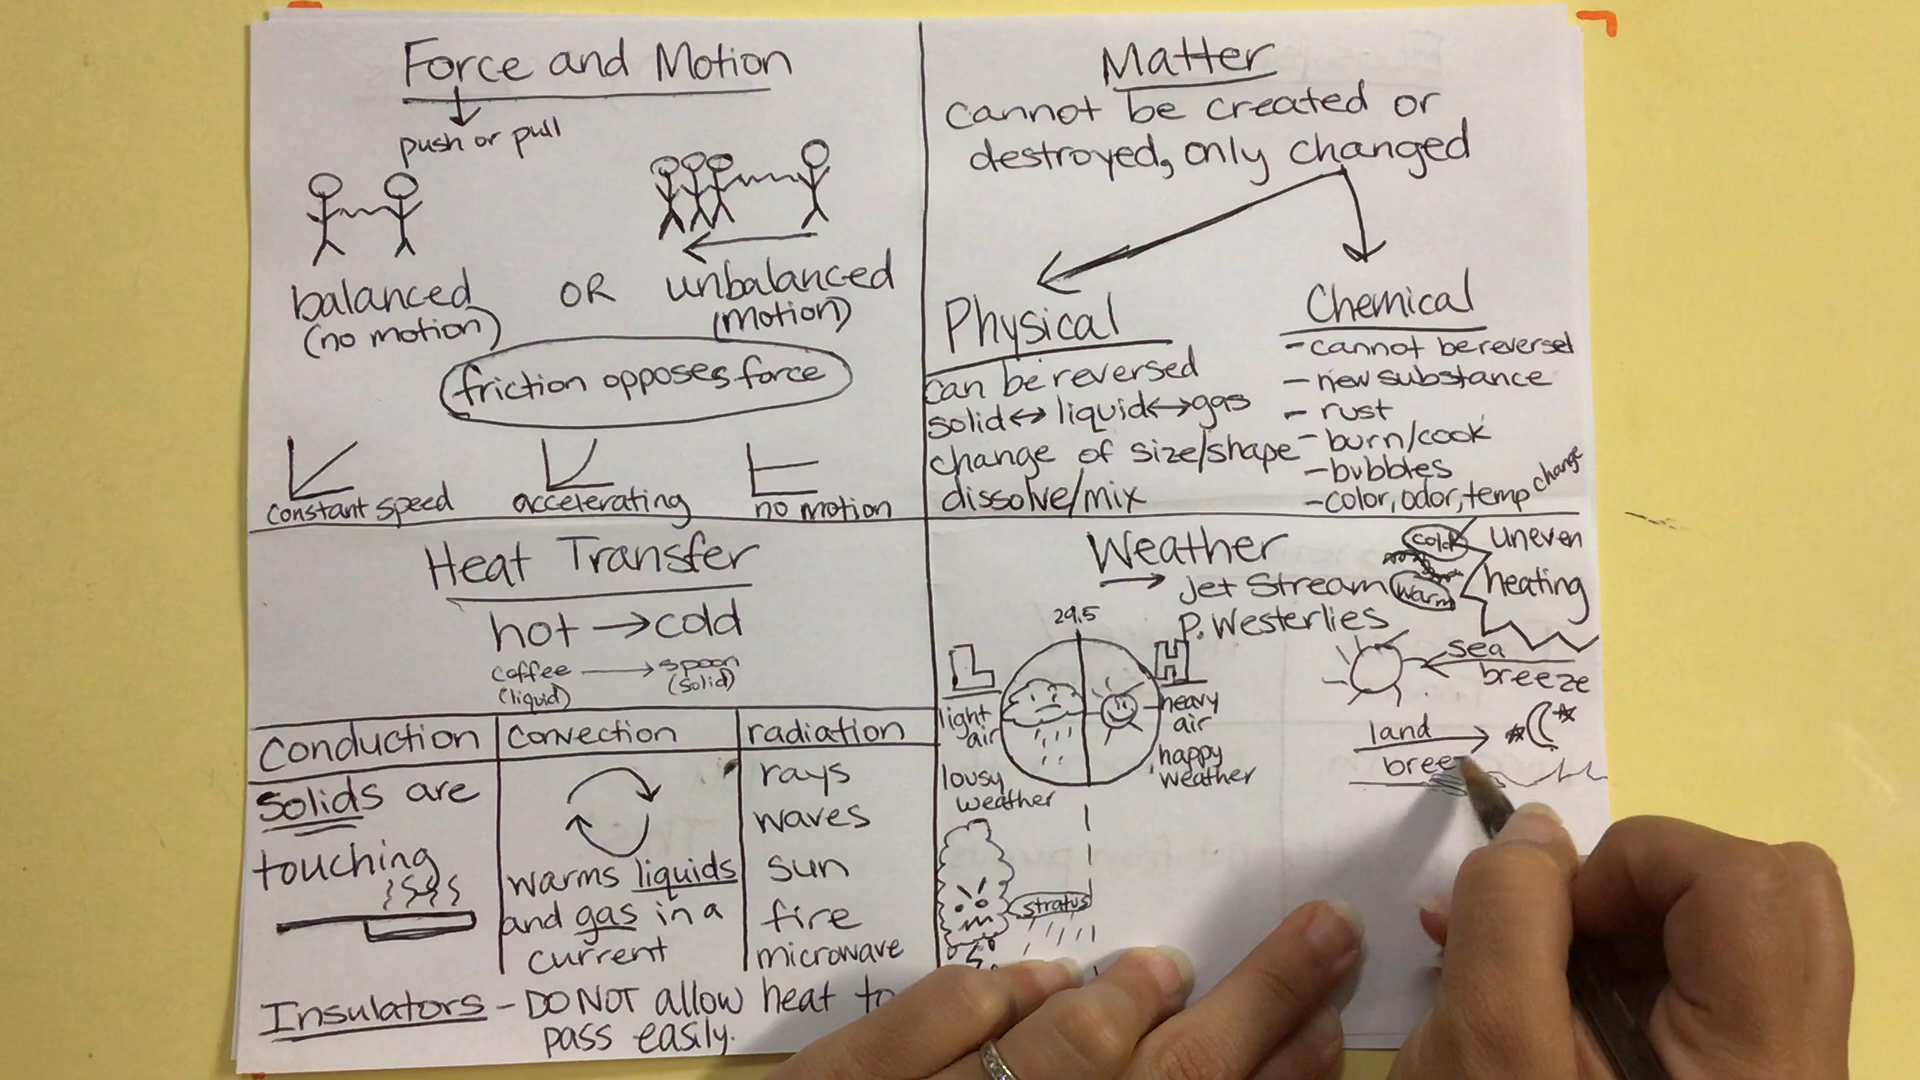 Force and Motion
push or pull
balanced
(no motion)
OR
unbalanced
(motion)
friction opposes force
constant speed
accelerating
no motion
Matter
cannot be created or
destroyed, only changed
Physical
can be reversed
solid ↔ liquid ↔ gas
change of size/shape
dissolve/mix
Chemical
- cannot be reversed
- new substance
- rust
- burn/cook
- bubbles
- color, odor, temp change
Heat Transfer
hot → cold
coffee → spoon
(liquid) (solid)
conduction
solids are
touching
convection
warms liquids
and gas in a
current
radiation
rays
waves
sun
fire
microwave
Insulators - DO NOT allow heat to
pass easily.
Weather
→ jet Stream
P. Westerlies
cold
warm
uneven
heating
29.5
L
light
air
lousy
weather
H
heavy
air
happy
weather
stratus
sea
breeze
land
breez